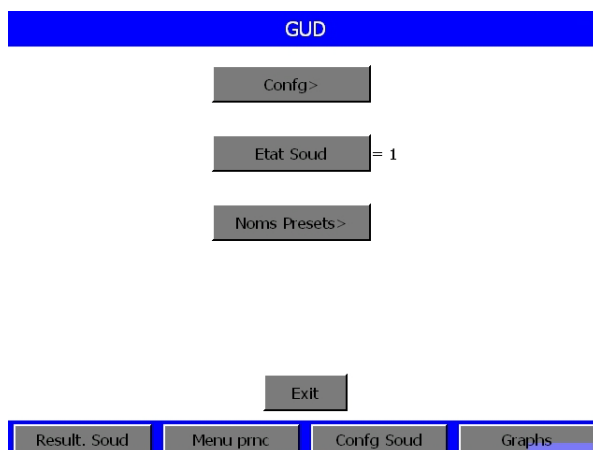 GUD
Confg>
Etat Soud = 1
Noms Presets>
Exit
Result. Soud Menu prnc Confg Soud Graphs